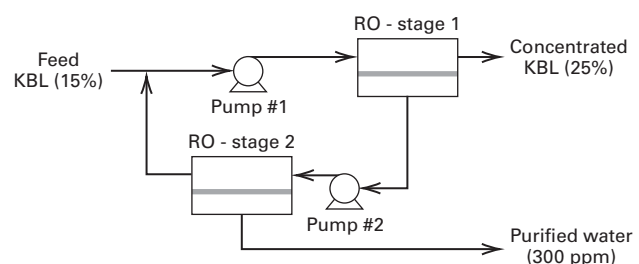 RO - stage 1
Feed
KBL (15%)
Concentrated
KBL (25%)
Pump #1
RO - stage 2
Pump #2
Purified water
(300 ppm)